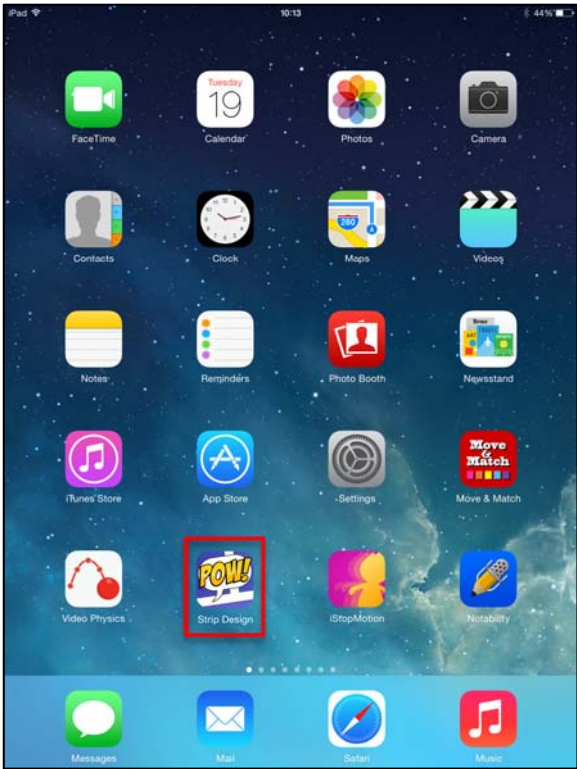 iPad 10:13 44%
Tuesday
19
FaceTime Calendar Photos Camera
280
Contacts Clock Maps Videos
Notes Reminders Photo Booth Newsstand
Move
&
Match
iTunes Store App Store Settings Move & Match
POW!
Video Physics Strip Design iStopMotion Notability
Messages Mail Safari Music